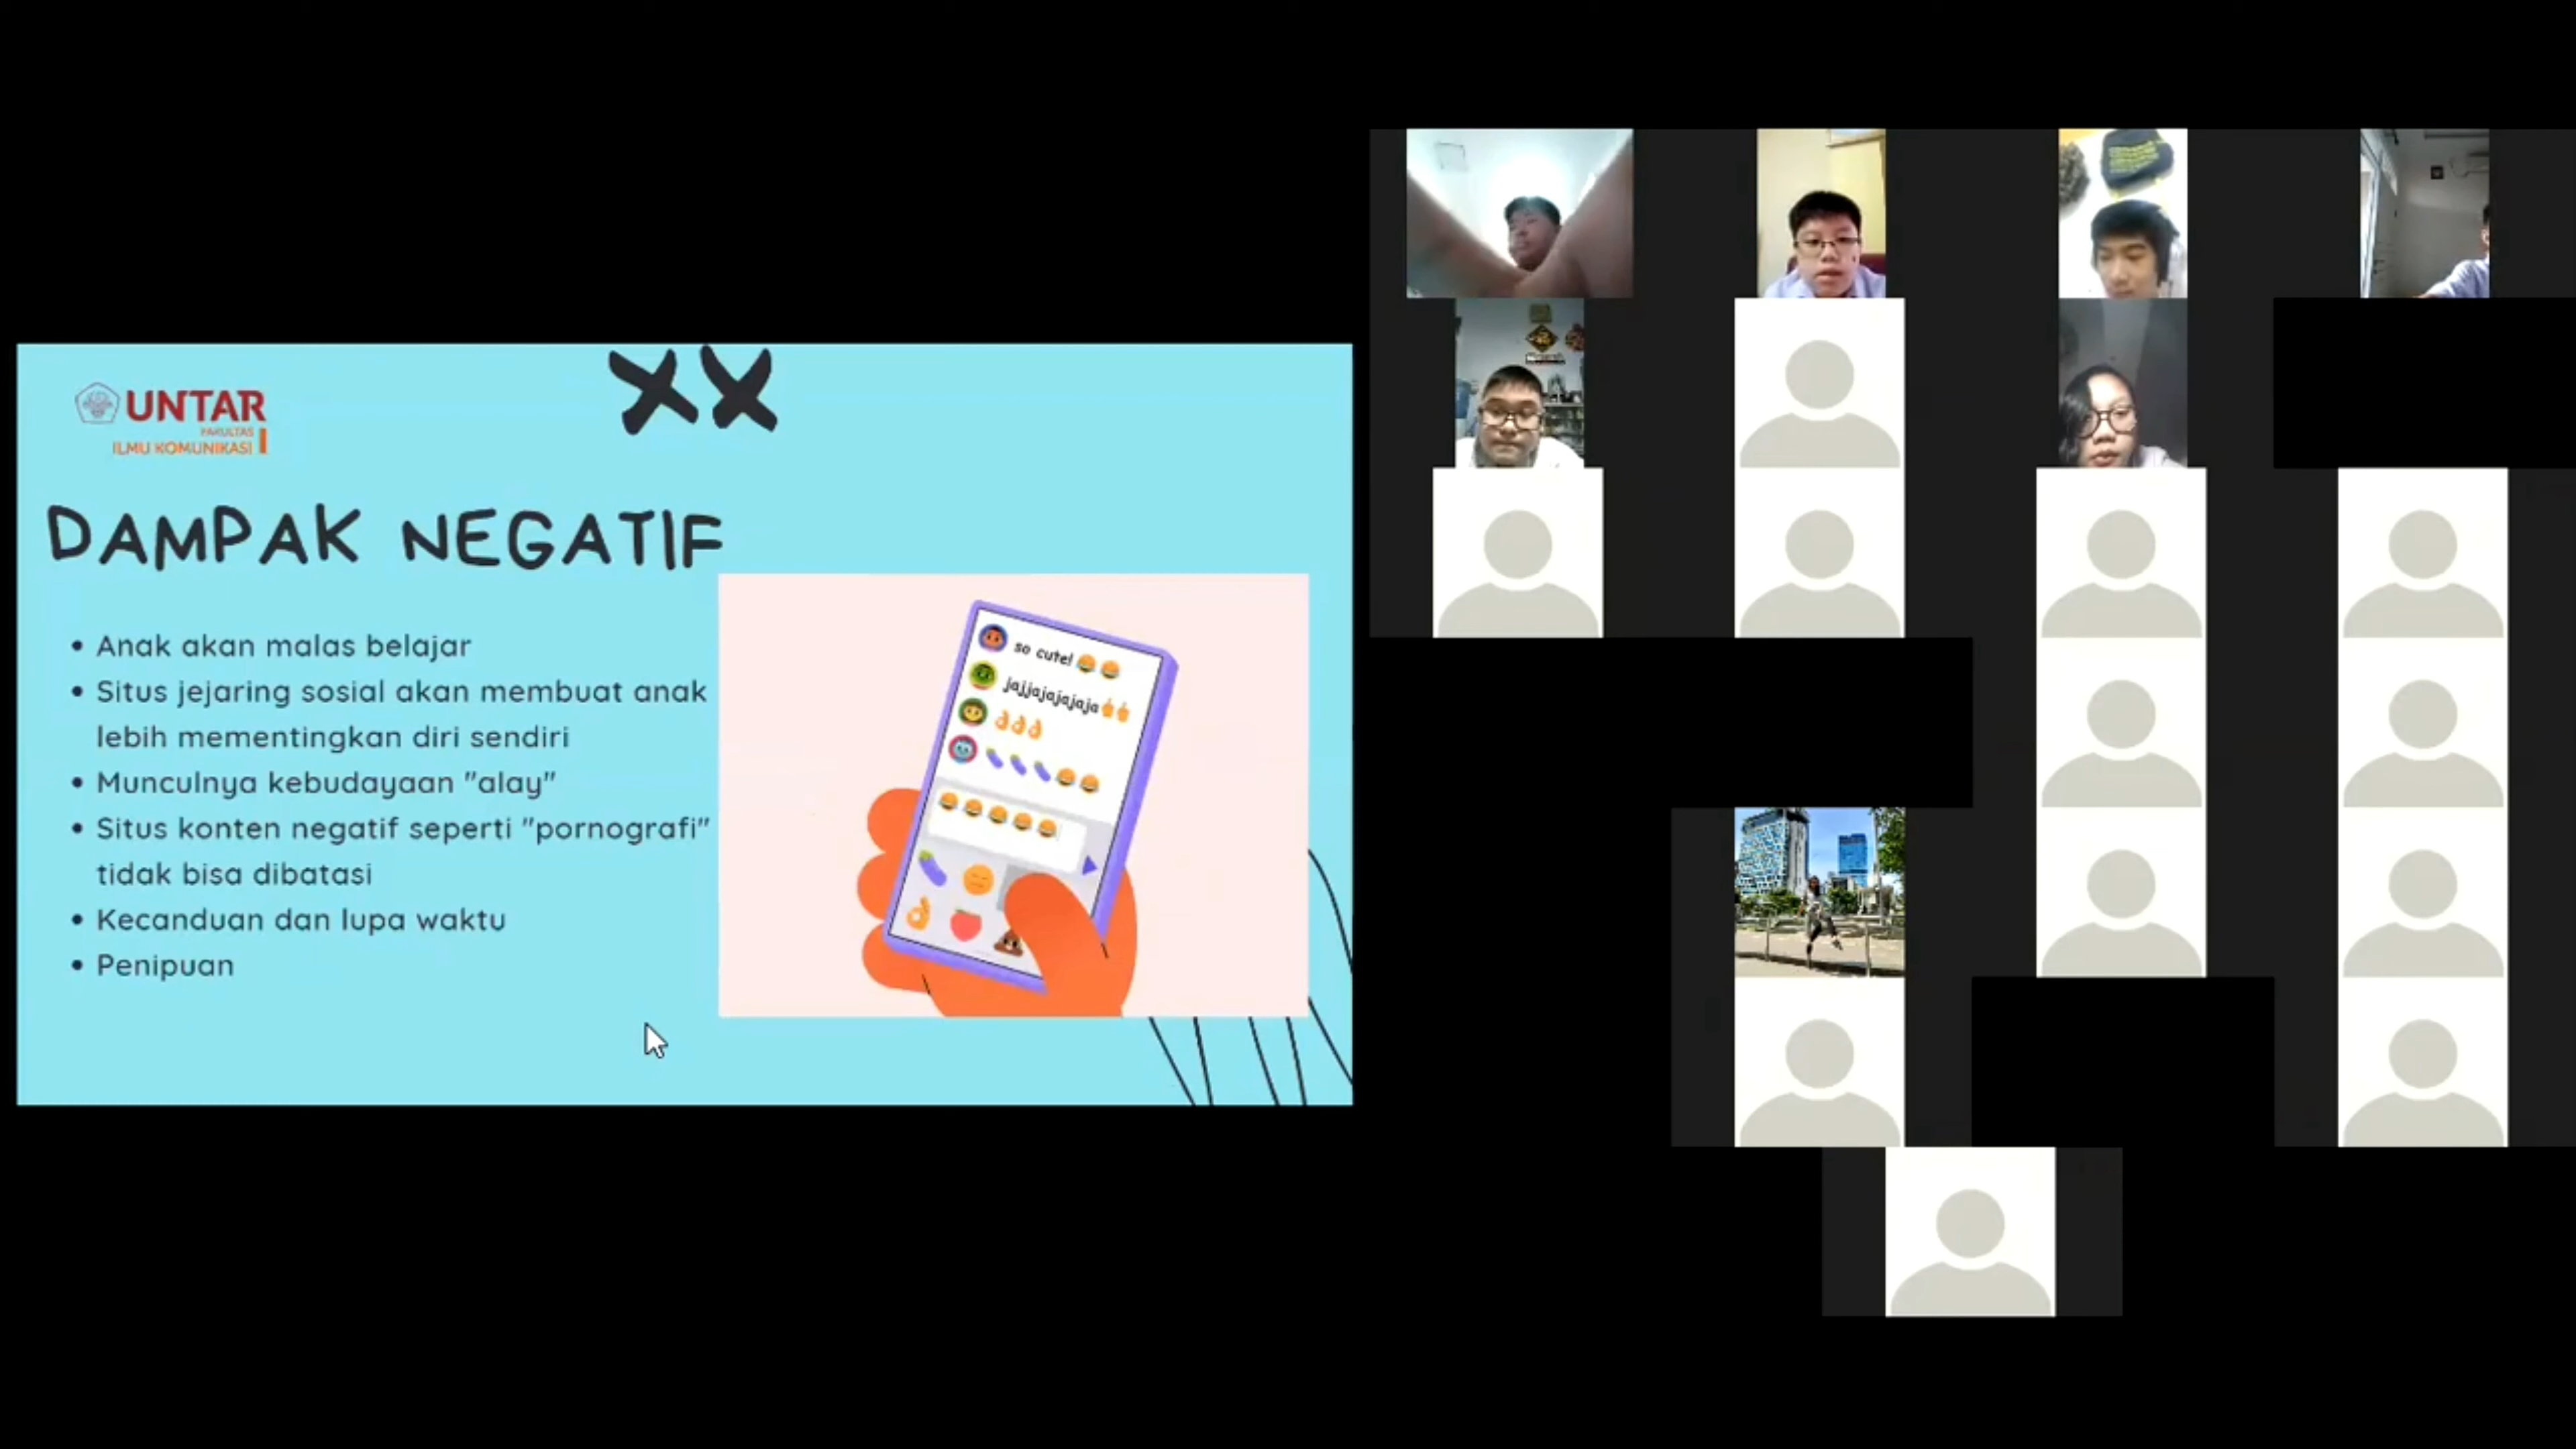 UNTAR
FAKULTAS
ILMU KOMUNIKASI
DAMPAK NEGATIF
• Anak akan malas belajar
• Situs jejaring sosial akan membuat anak
lebih mementingkan diri sendiri
• Munculnya kebudayaan "alay"
• Situs konten negatif seperti "pornografi"
tidak bisa dibatasi
• Kecanduan dan lupa waktu
• Penipuan
so cute!
jajjajajajajaja